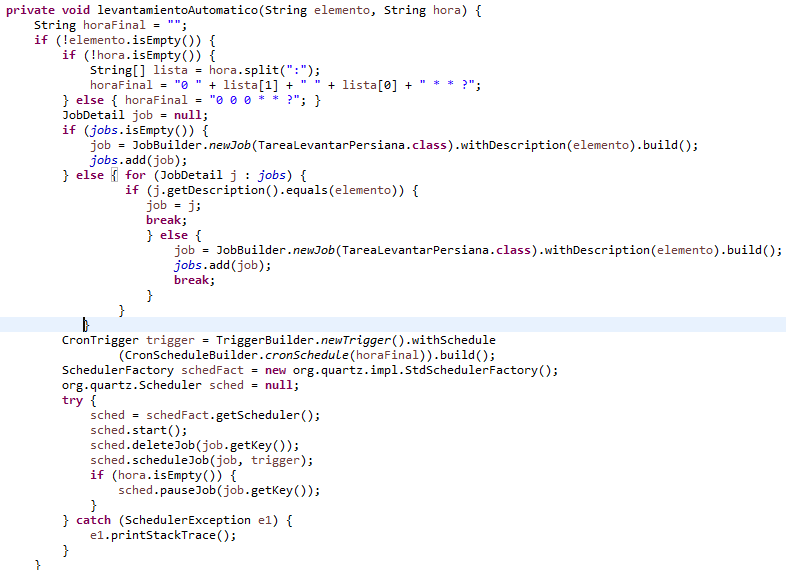 private void levantamientoAutomatico(String elemento, String hora) {
    String horaFinal = "";
    if (!elemento.isEmpty()) {
        if (!hora.isEmpty()) {
            String[] lista = hora.split(":");
            horaFinal = "0 " + lista[1] + " " + lista[0] + " * * ?";
        } else { horaFinal = "0 0 0 * * ?"; }
        JobDetail job = null;
        if (jobs.isEmpty()) {
            job = JobBuilder.newJob(TareaLevantarPersiana.class).withDescription(elemento).build();
            jobs.add(job);
        } else { for (JobDetail j : jobs) {
                 if (j.getDescription().equals(elemento)) {
                    job = j;
                    break;
                    } else {
                        job = JobBuilder.newJob(TareaLevantarPersiana.class).withDescription(elemento).build();
                        jobs.add(job);
                        break;
                    }
                }
           }
        CronTrigger trigger = TriggerBuilder.newTrigger().withSchedule
                (CronScheduleBuilder.cronSchedule(horaFinal)).build();
        SchedulerFactory schedFact = new org.quartz.impl.StdSchedulerFactory();
        org.quartz.Scheduler sched = null;
        try {
            sched = schedFact.getScheduler();
            sched.start();
            sched.deleteJob(job.getKey());
            sched.scheduleJob(job, trigger);
            if (hora.isEmpty()) {
                sched.pauseJob(job.getKey());
            }
        } catch (SchedulerException e1) {
            e1.printStackTrace();
        }
    }